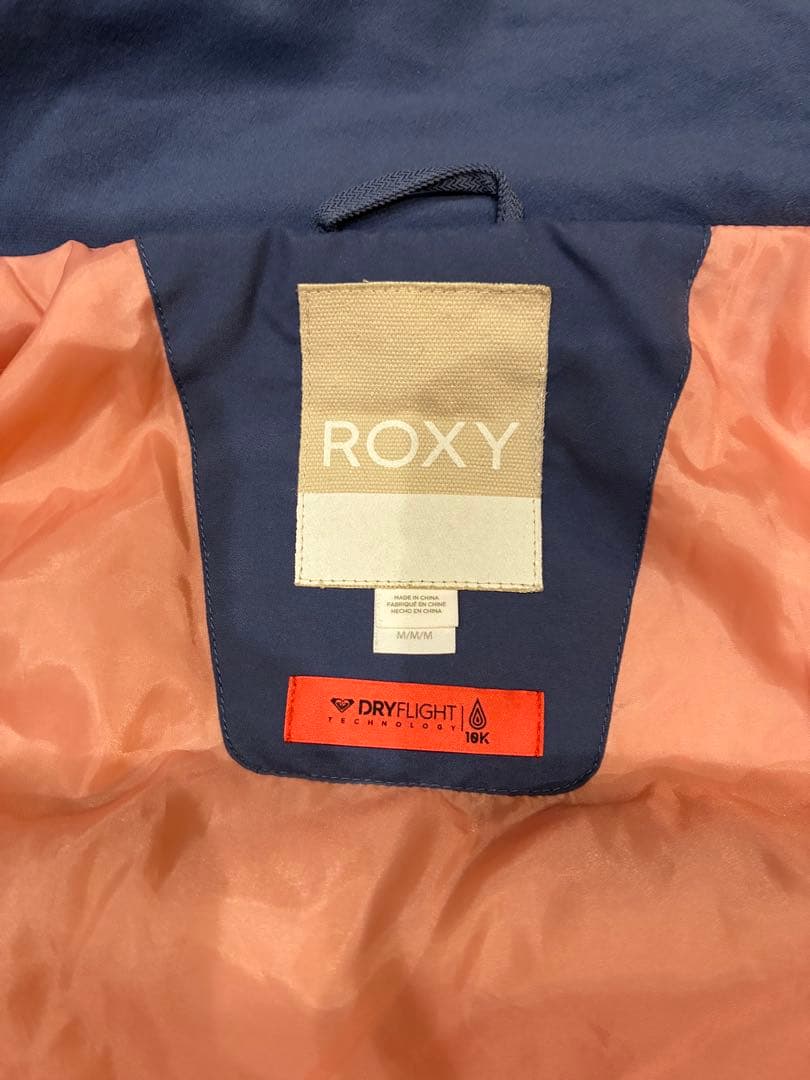 ROXY
MADE IN CHINA
FABRIQUÉ EN CHINE
HECHO EN CHINA
M/M/M
DRYFLIGHT
TECHNOLOGY
10K